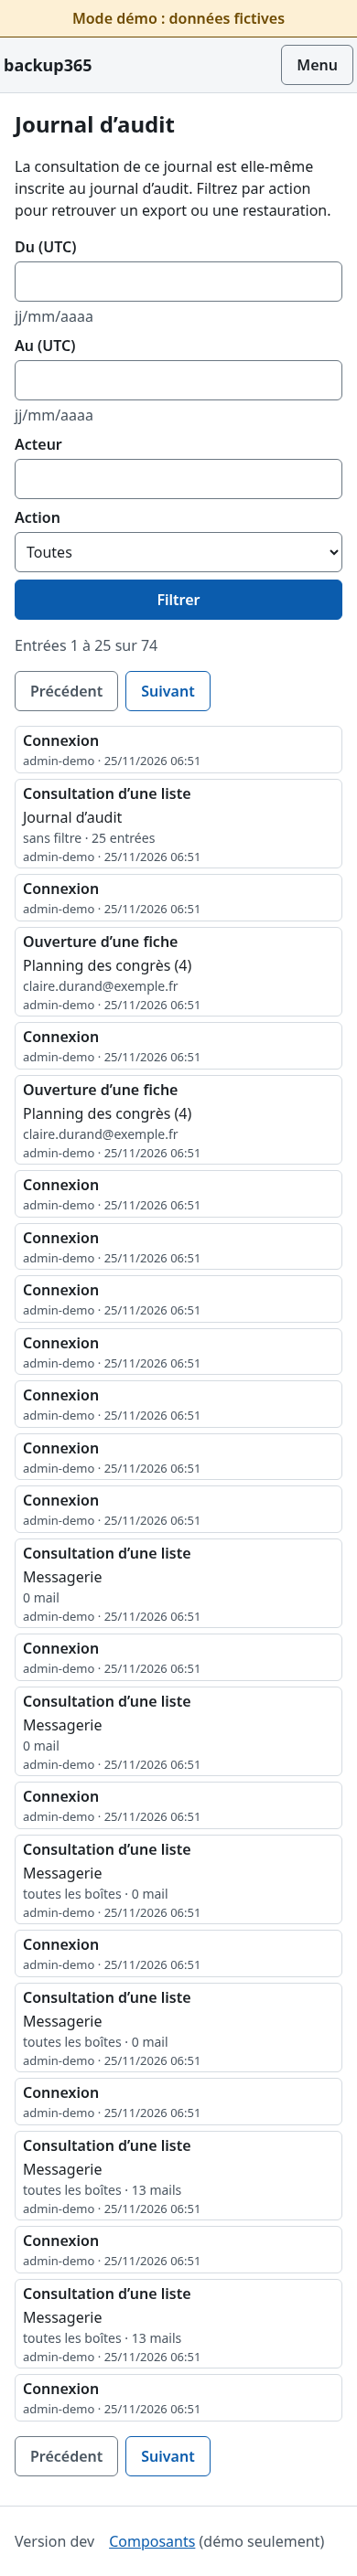 Mode démo : données fictives
backup365
Menu
Journal d’audit
La consultation de ce journal est elle-même
inscrite au journal d’audit. Filtrez par action
pour retrouver un export ou une restauration.
Du (UTC)
jj/mm/aaaa
Au (UTC)
jj/mm/aaaa
Acteur
Action
Toutes
Filtrer
Entrées 1 à 25 sur 74
Précédent
Suivant
Connexion
admin-demo · 25/11/2026 06:51
Consultation d’une liste
Journal d’audit
sans filtre · 25 entrées
admin-demo · 25/11/2026 06:51
Connexion
admin-demo · 25/11/2026 06:51
Ouverture d’une fiche
Planning des congrès (4)
claire.durand@exemple.fr
admin-demo · 25/11/2026 06:51
Connexion
admin-demo · 25/11/2026 06:51
Ouverture d’une fiche
Planning des congrès (4)
claire.durand@exemple.fr
admin-demo · 25/11/2026 06:51
Connexion
admin-demo · 25/11/2026 06:51
Connexion
admin-demo · 25/11/2026 06:51
Connexion
admin-demo · 25/11/2026 06:51
Connexion
admin-demo · 25/11/2026 06:51
Connexion
admin-demo · 25/11/2026 06:51
Connexion
admin-demo · 25/11/2026 06:51
Connexion
admin-demo · 25/11/2026 06:51
Consultation d’une liste
Messagerie
0 mail
admin-demo · 25/11/2026 06:51
Connexion
admin-demo · 25/11/2026 06:51
Consultation d’une liste
Messagerie
0 mail
admin-demo · 25/11/2026 06:51
Connexion
admin-demo · 25/11/2026 06:51
Consultation d’une liste
Messagerie
toutes les boîtes · 0 mail
admin-demo · 25/11/2026 06:51
Connexion
admin-demo · 25/11/2026 06:51
Consultation d’une liste
Messagerie
toutes les boîtes · 0 mail
admin-demo · 25/11/2026 06:51
Connexion
admin-demo · 25/11/2026 06:51
Consultation d’une liste
Messagerie
toutes les boîtes · 13 mails
admin-demo · 25/11/2026 06:51
Connexion
admin-demo · 25/11/2026 06:51
Consultation d’une liste
Messagerie
toutes les boîtes · 13 mails
admin-demo · 25/11/2026 06:51
Connexion
admin-demo · 25/11/2026 06:51
Précédent
Suivant
Version dev Composants (démo seulement)